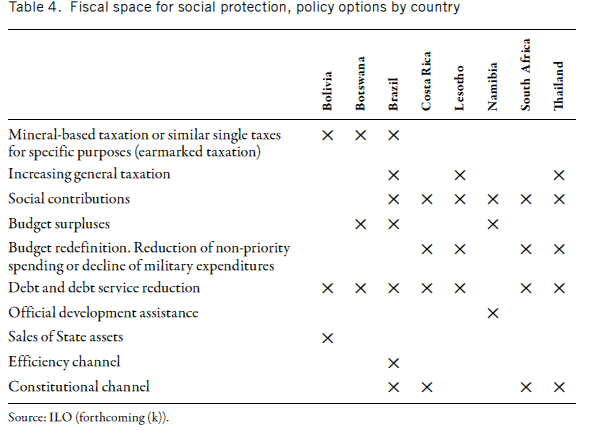 Table 4. Fiscal space for social protection, policy options by country
Bolivia Botswana Brazil Costa Rica Lesotho Namibia South Africa Thailand
Mineral-based taxation or similar single taxes × × ×
for specific purposes (earmarked taxation)
Increasing general taxation × × ×
Social contributions × × × × × ×
Budget surpluses × × ×
Budget redefinition. Reduction of non-priority × × × ×
spending or decline of military expenditures
Debt and debt service reduction × × × × × × ×
Official development assistance ×
Sales of State assets ×
Efficiency channel ×
Constitutional channel × × × ×
Source: ILO (forthcoming (k)).